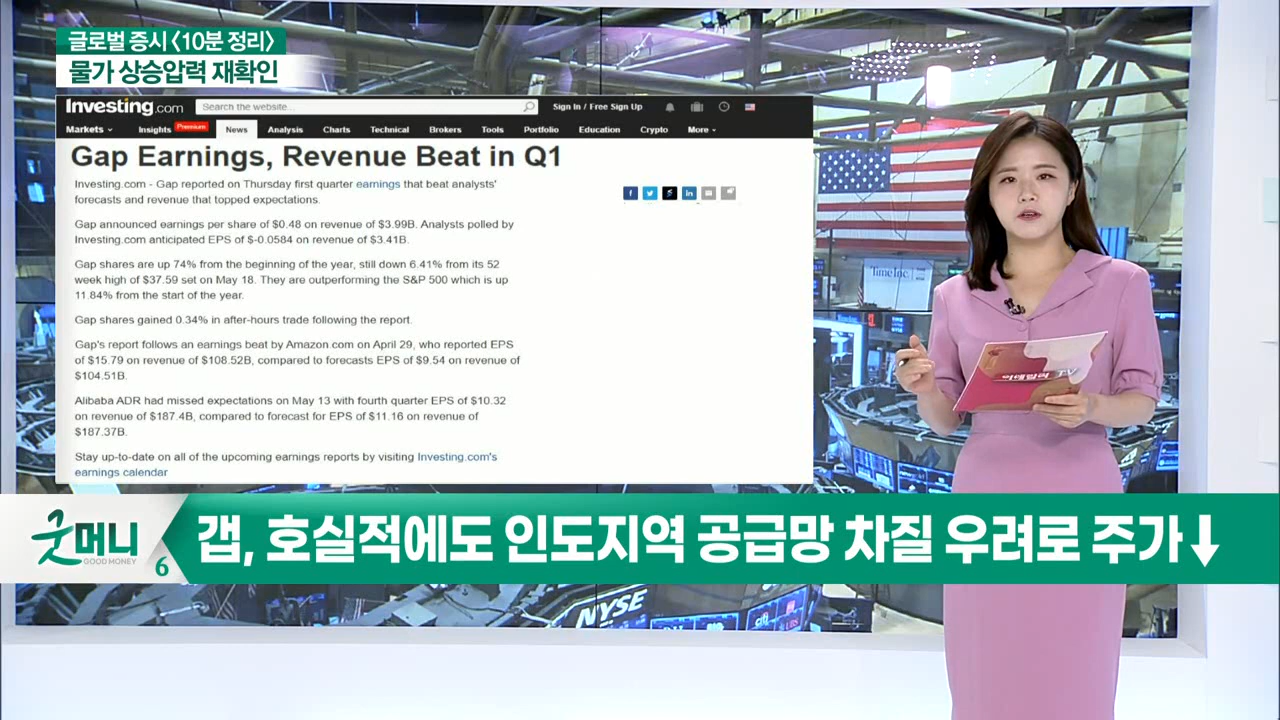 글로벌 증시 <10분 정리>
물가 상승압력 재확인
Investing.com
Search the website...
Sign In / Free Sign Up
Markets
Insights
Premium
News
Analysis
Charts
Technical
Brokers
Tools
Portfolio
Education
Crypto
More
Gap Earnings, Revenue Beat in Q1
Investing.com - Gap reported on Thursday first quarter earnings that beat analysts'
forecasts and revenue that topped expectations.
Gap announced earnings per share of $0.48 on revenue of $3.99B. Analysts polled by
Investing.com anticipated EPS of $-0.0584 on revenue of $3.41B.
Gap shares are up 74% from the beginning of the year, still down 6.41% from its 52
week high of $37.59 set on May 18. They are outperforming the S&P 500 which is up
11.84% from the start of the year.
Gap shares gained 0.34% in after-hours trade following the report.
Gap's report follows an earnings beat by Amazon.com on April 29, who reported EPS
of $15.79 on revenue of $108.52B, compared to forecasts EPS of $9.54 on revenue of
$104.51B.
Alibaba ADR had missed expectations on May 13 with fourth quarter EPS of $10.32
on revenue of $187.4B, compared to forecast for EPS of $11.16 on revenue of
$187.37B.
Stay up-to-date on all of the upcoming earnings reports by visiting Investing.com's
earnings calendar
Time Inc.
이데일리 TV
굿머니
GOOD MONEY
6
갭, 호실적에도 인도지역 공급망 차질 우려로 주가↓
NYSE
citi
UBS